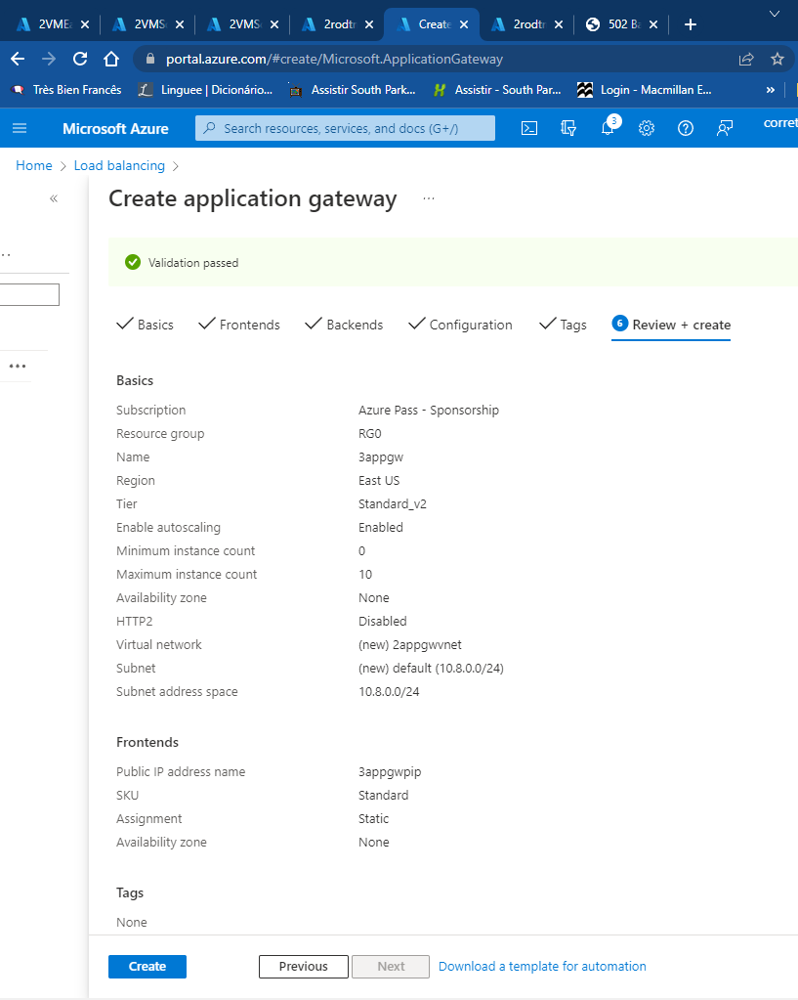 2VMEa
2VMSc
2VMSc
2rodtr
Create
2rodtr
502 Ba
portal.azure.com/#create/Microsoft.ApplicationGateway
Très Bien Francês
Linguee | Dicionário...
Assistir South Park...
Assistir - South Par...
Login - Macmillan E...
»
Microsoft Azure
Search resources, services, and docs (G+/)
3
corret
Home > Load balancing >
«
Create application gateway ...
Validation passed
Basics
Frontends
Backends
Configuration
Tags
6 Review + create
Basics
Subscription Azure Pass - Sponsorship
Resource group RG0
Name 3appgw
Region East US
Tier Standard_v2
Enable autoscaling Enabled
Minimum instance count 0
Maximum instance count 10
Availability zone None
HTTP2 Disabled
Virtual network (new) 2appgwvnet
Subnet (new) default (10.8.0.0/24)
Subnet address space 10.8.0.0/24
Frontends
Public IP address name 3appgwpip
SKU Standard
Assignment Static
Availability zone None
Tags
None
Create
Previous
Next
Download a template for automation